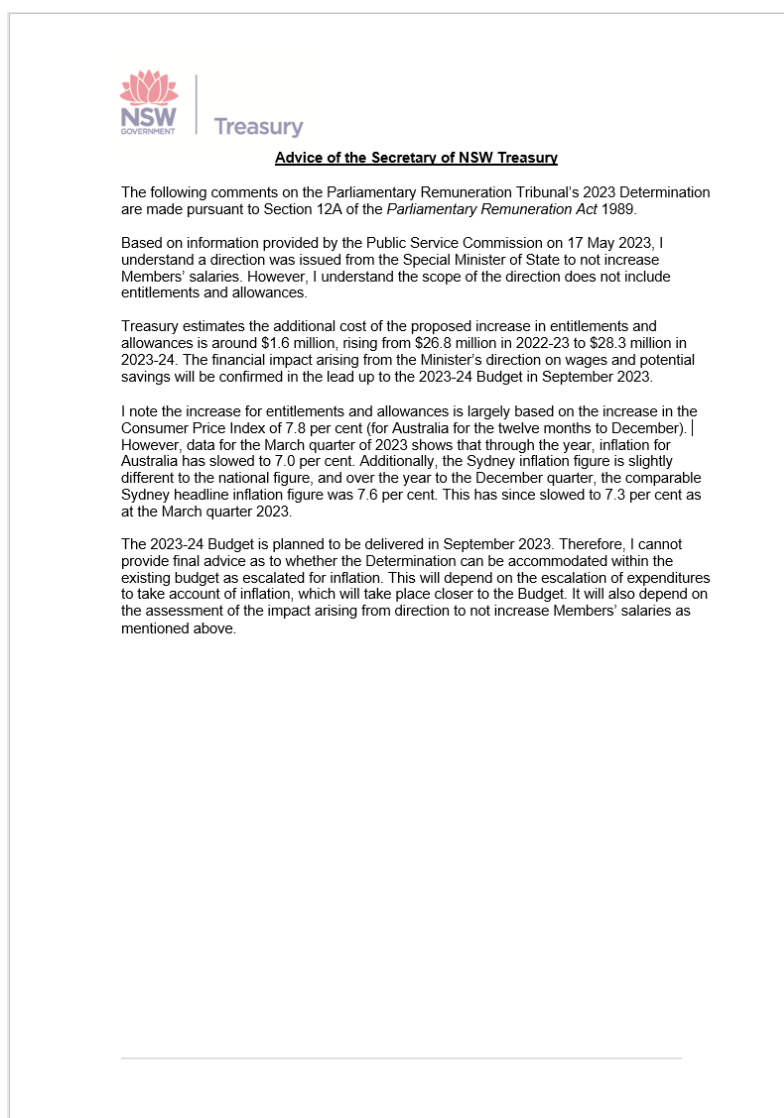 NSW
GOVERNMENT
Treasury
Advice of the Secretary of NSW Treasury
The following comments on the Parliamentary Remuneration Tribunal's 2023 Determination
are made pursuant to Section 12A of the Parliamentary Remuneration Act 1989.
Based on information provided by the Public Service Commission on 17 May 2023, I
understand a direction was issued from the Special Minister of State to not increase
Members' salaries. However, I understand the scope of the direction does not include
entitlements and allowances.
Treasury estimates the additional cost of the proposed increase in entitlements and
allowances is around $1.6 million, rising from $26.8 million in 2022-23 to $28.3 million in
2023-24. The financial impact arising from the Minister's direction on wages and potential
savings will be confirmed in the lead up to the 2023-24 Budget in September 2023.
I note the increase for entitlements and allowances is largely based on the increase in the
Consumer Price Index of 7.8 per cent (for Australia for the twelve months to December).
However, data for the March quarter of 2023 shows that through the year, inflation for
Australia has slowed to 7.0 per cent. Additionally, the Sydney inflation figure is slightly
different to the national figure, and over the year to the December quarter, the comparable
Sydney headline inflation figure was 7.6 per cent. This has since slowed to 7.3 per cent as
at the March quarter 2023.
The 2023-24 Budget is planned to be delivered in September 2023. Therefore, I cannot
provide final advice as to whether the Determination can be accommodated within the
existing budget as escalated for inflation. This will depend on the escalation of expenditures
to take account of inflation, which will take place closer to the Budget. It will also depend on
the assessment of the impact arising from direction to not increase Members' salaries as
mentioned above.